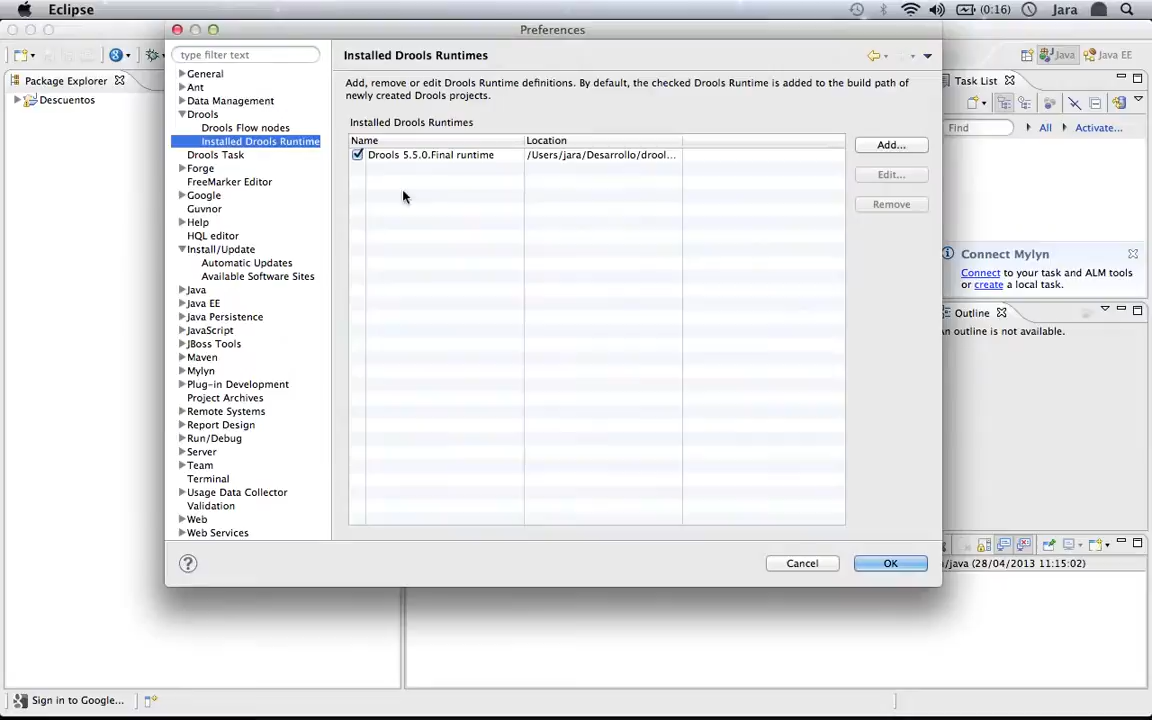 Eclipse
(0:16)
Jara
Preferences
type filter text
Installed Drools Runtimes
Java
Java EE
Package Explorer
Descuentos
General
Ant
Data Management
Drools
Drools Flow nodes
Installed Drools Runtime
Drools Task
Forge
FreeMarker Editor
Google
Guvnor
Help
HQL editor
Install/Update
Automatic Updates
Available Software Sites
Java
Java EE
Java Persistence
JavaScript
JBoss Tools
Maven
Mylyn
Plug-in Development
Project Archives
Remote Systems
Report Design
Run/Debug
Server
Team
Terminal
Usage Data Collector
Validation
Web
Web Services
Add, remove or edit Drools Runtime definitions. By default, the checked Drools Runtime is added to the build path of
newly created Drools projects.
Installed Drools Runtimes
Name Location
Drools 5.5.0.Final runtime /Users/jara/Desarrollo/drool...
Add...
Edit...
Remove
Cancel
OK
Task List
Find
All
Activate...
Connect Mylyn
Connect to your task and ALM tools
or create a local task.
Outline
An outline is not available.
/java (28/04/2013 11:15:02)
Sign in to Google...